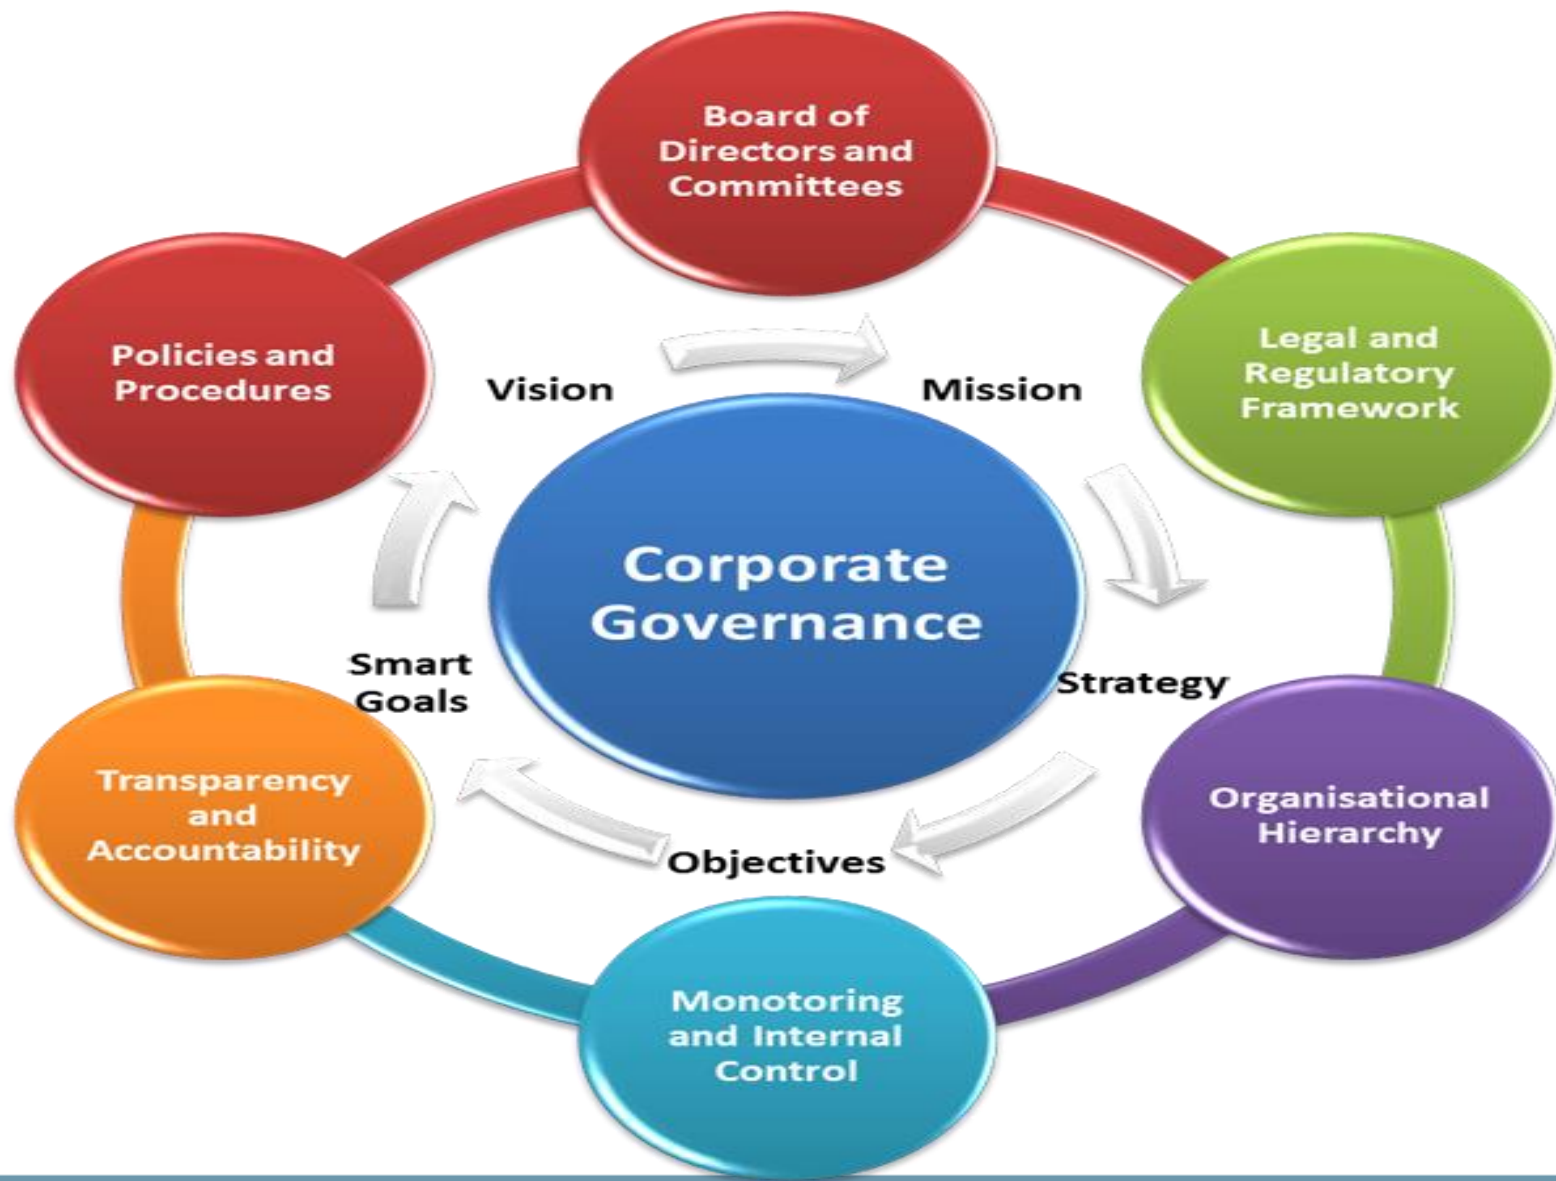 Board of
Directors and
Committees
Policies and
Procedures
Legal and
Regulatory
Framework
Vision
Mission
Corporate
Governance
Smart
Goals
Strategy
Transparency
and
Accountability
Organisational
Hierarchy
Objectives
Monotoring
and Internal
Control